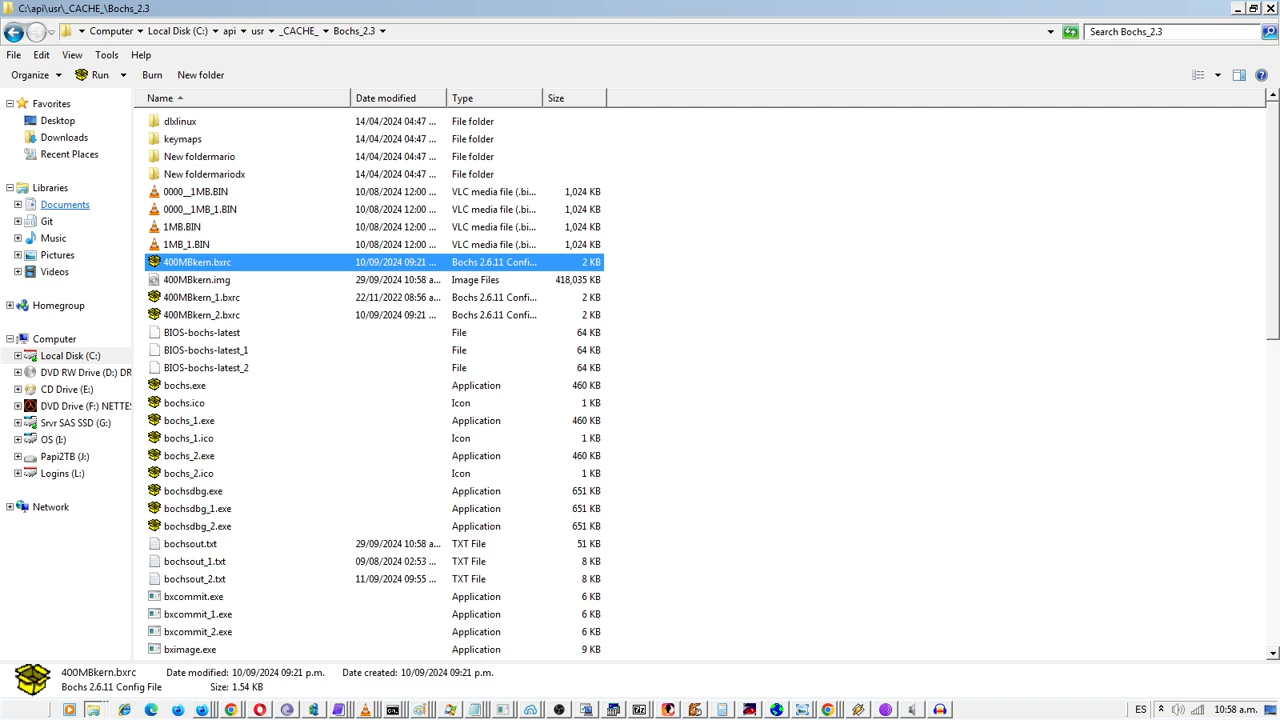 C:\api\usr\_CACHE_\Bochs_2.3
Computer Local Disk (C:) api usr _CACHE_ Bochs_2.3 Search Bochs_2.3
File Edit View Tools Help
Organize Run Burn New folder
Name Date modified Type Size
Favorites
Desktop
Downloads
Recent Places
Libraries
Documents
Git
Music
Pictures
Videos
Homegroup
Computer
Local Disk (C:)
DVD RW Drive (D:) DR
CD Drive (E:)
DVD Drive (F:) NETTES
Srvr SAS SSD (G:)
OS (I:)
Papi2TB (J:)
Logins (L:)
Network
dlxlinux 14/04/2024 04:47 ... File folder
keymaps 14/04/2024 04:47 ... File folder
New foldermario 14/04/2024 04:47 ... File folder
New foldermariodx 14/04/2024 04:47 ... File folder
0000__1MB.BIN 10/08/2024 12:00 ... VLC media file (.bi... 1,024 KB
0000__1MB_1.BIN 10/08/2024 12:00 ... VLC media file (.bi... 1,024 KB
1MB.BIN 10/08/2024 12:00 ... VLC media file (.bi... 1,024 KB
1MB_1.BIN 10/08/2024 12:00 ... VLC media file (.bi... 1,024 KB
400MBkern.bxrc 10/09/2024 09:21 ... Bochs 2.6.11 Confi... 2 KB
400MBkern.img 29/09/2024 10:58 a... Image Files 418,035 KB
400MBkern_1.bxrc 22/11/2022 08:56 a... Bochs 2.6.11 Confi... 2 KB
400MBkern_2.bxrc 10/09/2024 09:21 ... Bochs 2.6.11 Confi... 2 KB
BIOS-bochs-latest File 64 KB
BIOS-bochs-latest_1 File 64 KB
BIOS-bochs-latest_2 File 64 KB
bochs.exe Application 460 KB
bochs.ico Icon 1 KB
bochs_1.exe Application 460 KB
bochs_1.ico Icon 1 KB
bochs_2.exe Application 460 KB
bochs_2.ico Icon 1 KB
bochsdbg.exe Application 651 KB
bochsdbg_1.exe Application 651 KB
bochsdbg_2.exe Application 651 KB
bochsout.txt 29/09/2024 10:58 a... TXT File 51 KB
bochsout_1.txt 09/08/2024 02:53 ... TXT File 8 KB
bochsout_2.txt 11/09/2024 09:55 ... TXT File 8 KB
bxcommit.exe Application 6 KB
bxcommit_1.exe Application 6 KB
bxcommit_2.exe Application 6 KB
bximage.exe Application 9 KB
400MBkern.bxrc Date modified: 10/09/2024 09:21 p.m. Date created: 10/09/2024 09:21 p.m.
Bochs 2.6.11 Config File Size: 1.54 KB
ES 10:58 a.m.